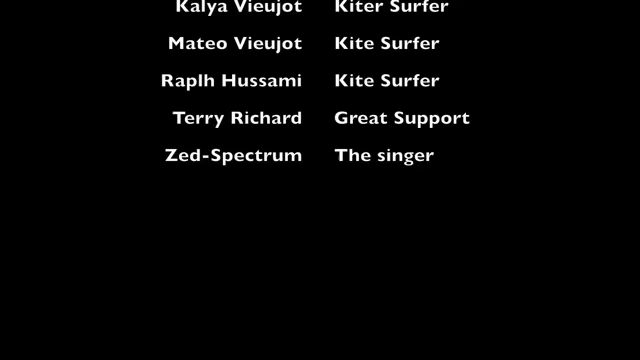 Kalya Vieujot Kiter Surfer
Mateo Vieujot Kite Surfer
Raplh Hussami Kite Surfer
Terry Richard Great Support
Zed-Spectrum The singer